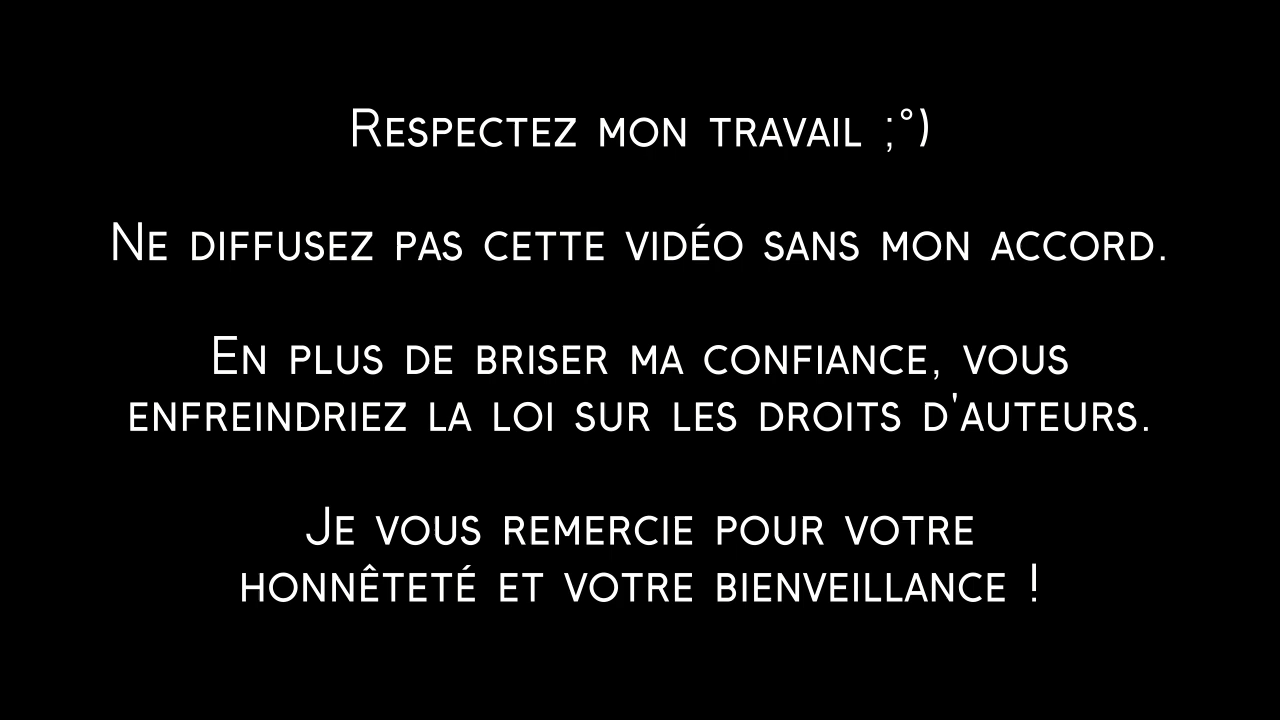 Respectez mon travail ;°)
Ne diffusez pas cette vidéo sans mon accord.
En plus de briser ma confiance, vous
enfreindriez la loi sur les droits d'auteurs.
Je vous remercie pour votre
honnêteté et votre bienveillance !